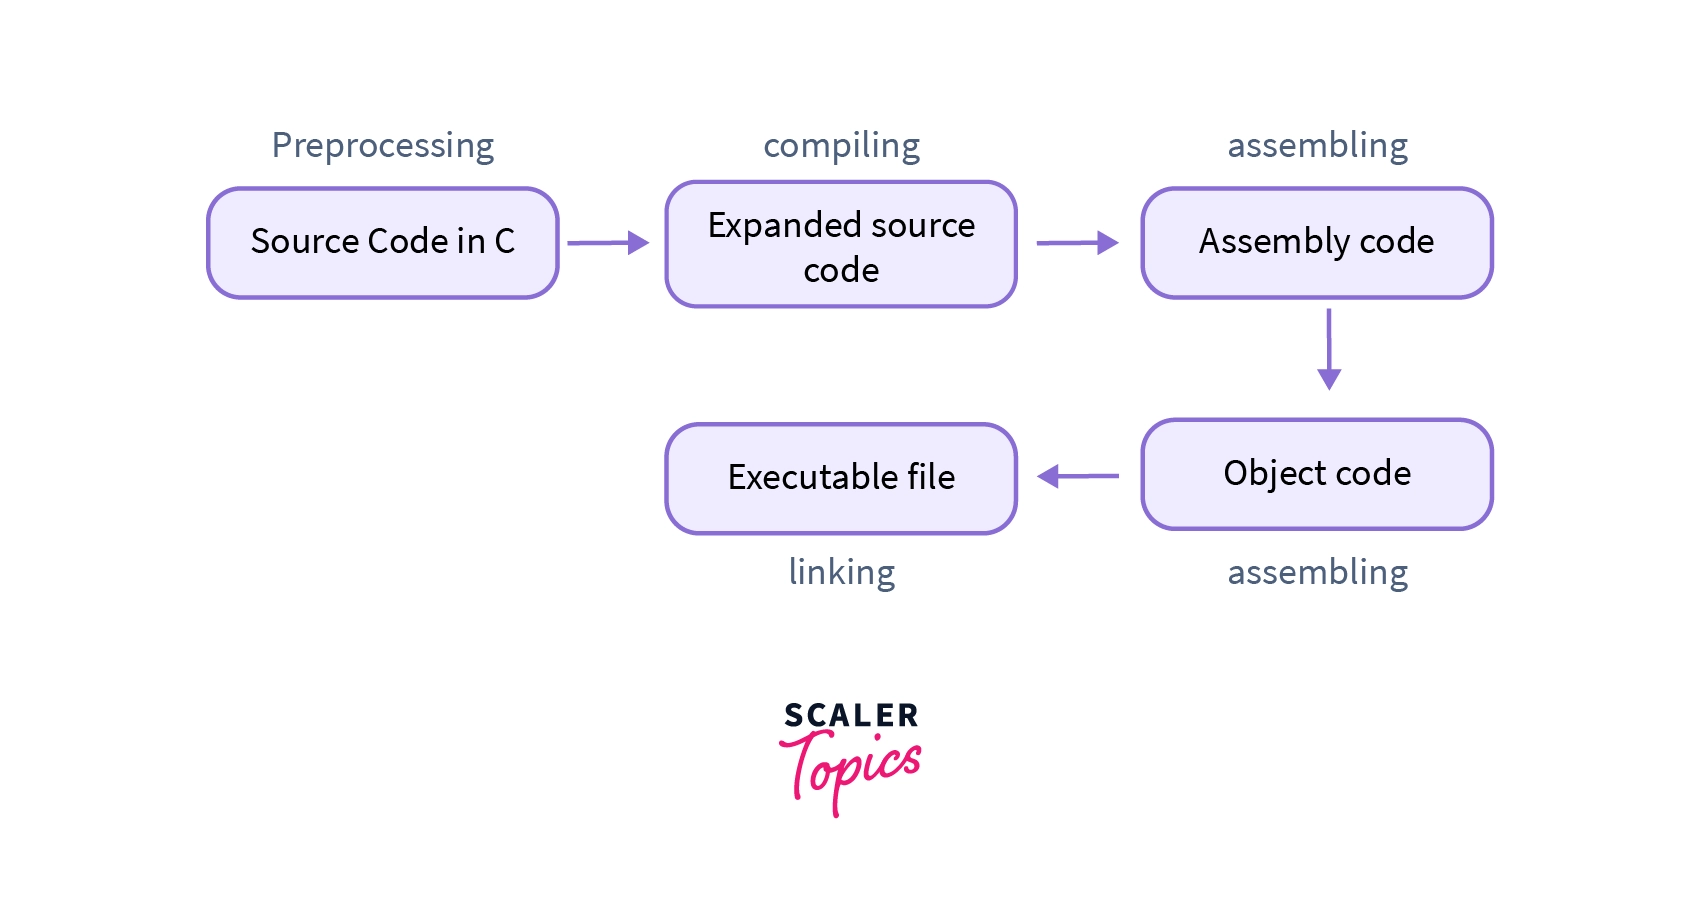 Preprocessing
compiling
assembling
Source Code in C
Expanded source
code
Assembly code
Executable file
Object code
linking
assembling
SCALER
Topics